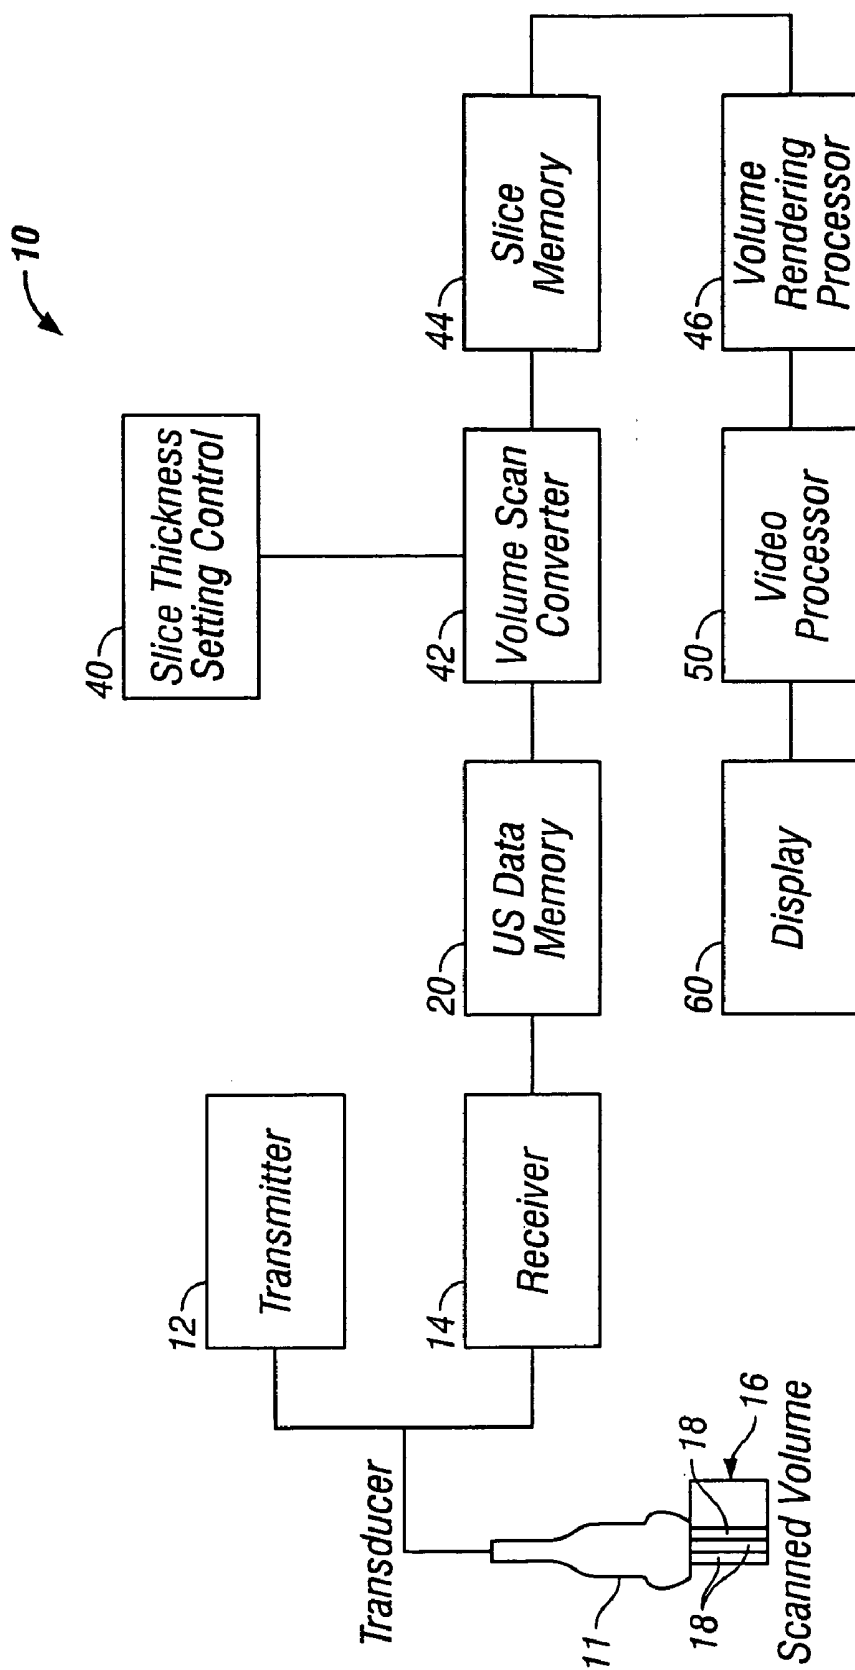 10
40
Slice Thickness
Setting Control
12
Transmitter
Transducer
14
Receiver
20
US Data
Memory
42
Volume Scan
Converter
44
Slice
Memory
11
18
18
16
Scanned Volume
60
Display
50
Video
Processor
46
Volume
Rendering
Processor